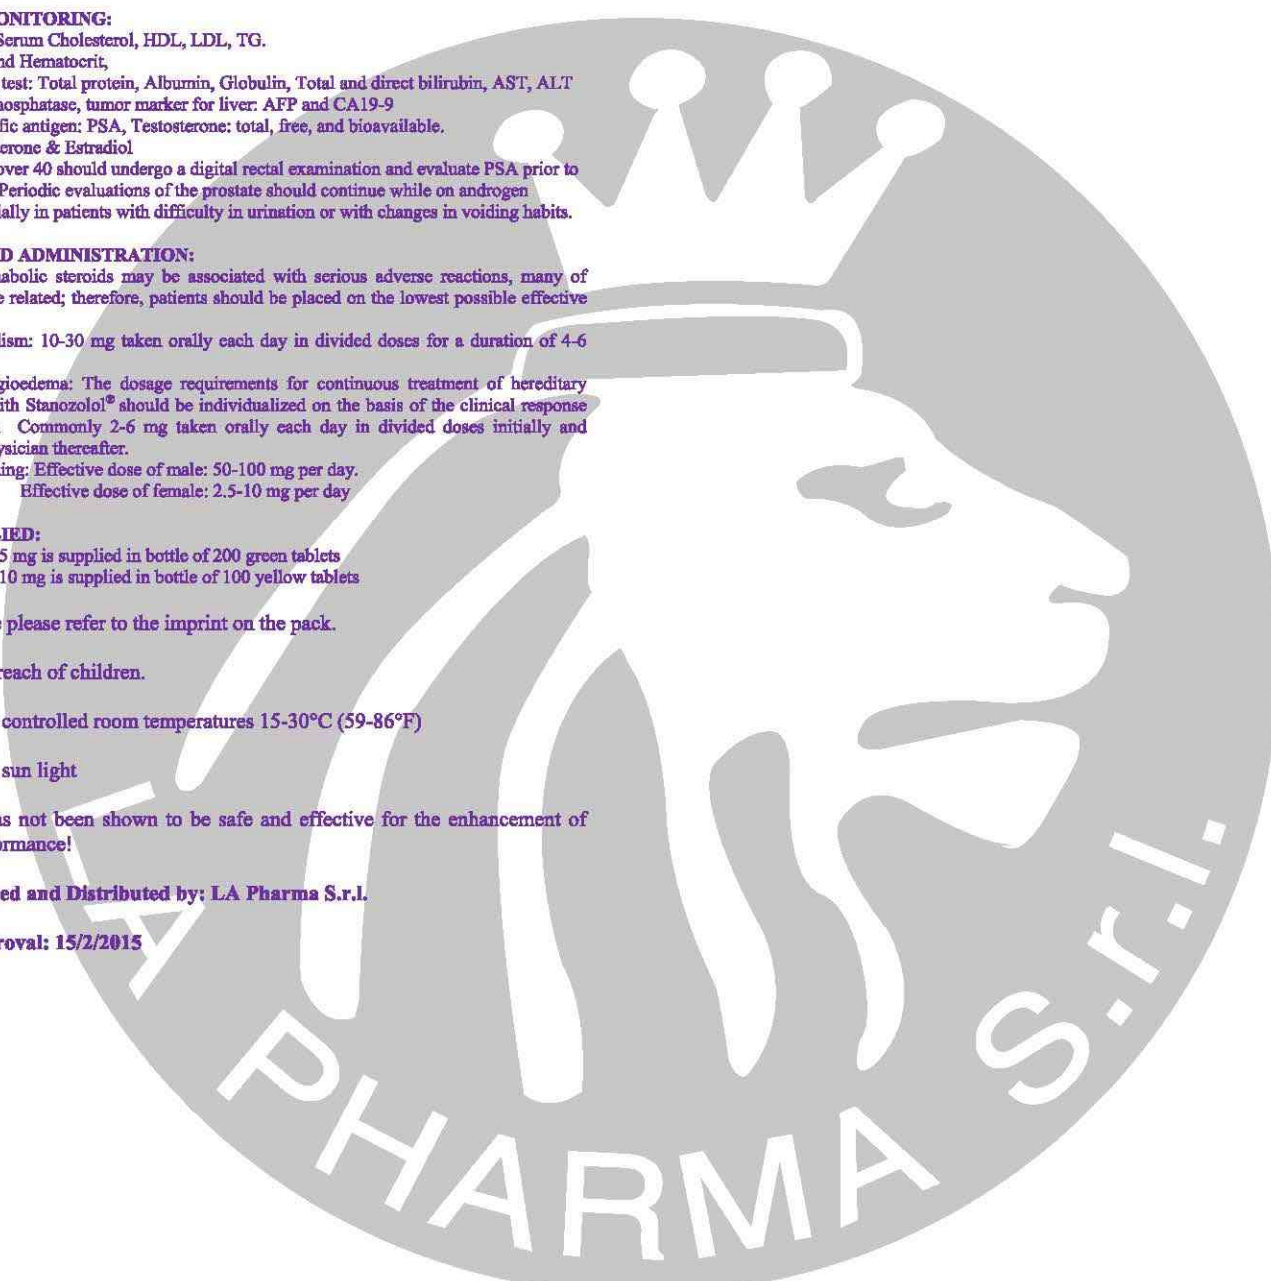 ONITORING:
Serum Cholesterol, HDL, LDL, TG.
nd Hematocrit,
test: Total protein, Albumin, Globulin, Total and direct bilirubin, AST, ALT
hosphatase, tumor marker for liver: AFP and CA19-9
fic antigen: PSA, Testosterone: total, free, and bioavailable.
erone & Estradiol
over 40 should undergo a digital rectal examination and evaluate PSA prior to
Periodic evaluations of the prostate should continue while on androgen
ially in patients with difficulty in urination or with changes in voiding habits.
D ADMINISTRATION:
nabolic steroids may be associated with serious adverse reactions, many of
e related; therefore, patients should be placed on the lowest possible effective
lism: 10-30 mg taken orally each day in divided doses for a duration of 4-6
gioedema: The dosage requirements for continuous treatment of hereditary
ith Stanozolol® should be individualized on the basis of the clinical response
. Commonly 2-6 mg taken orally each day in divided doses initially and
ysician thereafter.
ing: Effective dose of male: 50-100 mg per day.
Effective dose of female: 2.5-10 mg per day
LIED:
5 mg is supplied in bottle of 200 green tablets
10 mg is supplied in bottle of 100 yellow tablets
e please refer to the imprint on the pack.
reach of children.
controlled room temperatures 15-30°C (59-86°F)
sun light
as not been shown to be safe and effective for the enhancement of
ormance!
ed and Distributed by: LA Pharma S.r.l.
roval: 15/2/2015
LA PHARMA S.r.l.